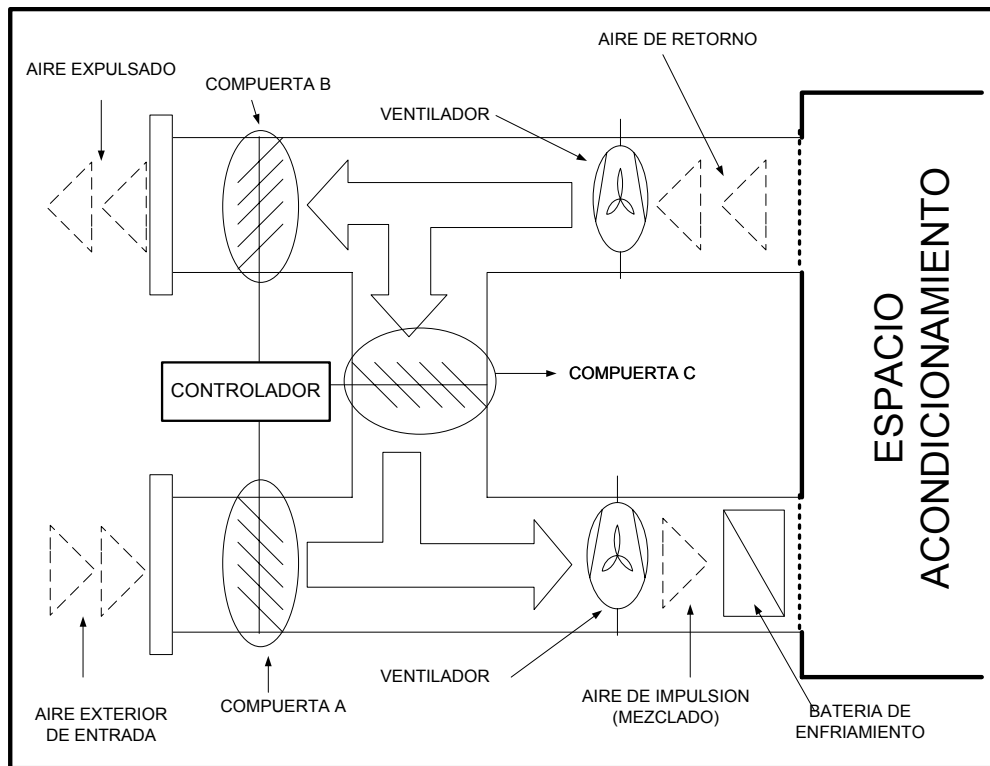 AIRE DE RETORNO
AIRE EXPULSADO
COMPUERTA B
VENTILADOR
ESPACIO
ACONDICIONAMIENTO
COMPUERTA C
CONTROLADOR
VENTILADOR
COMPUERTA A
AIRE EXTERIOR
DE ENTRADA
AIRE DE IMPULSION
(MEZCLADO)
BATERIA DE
ENFRIAMIENTO